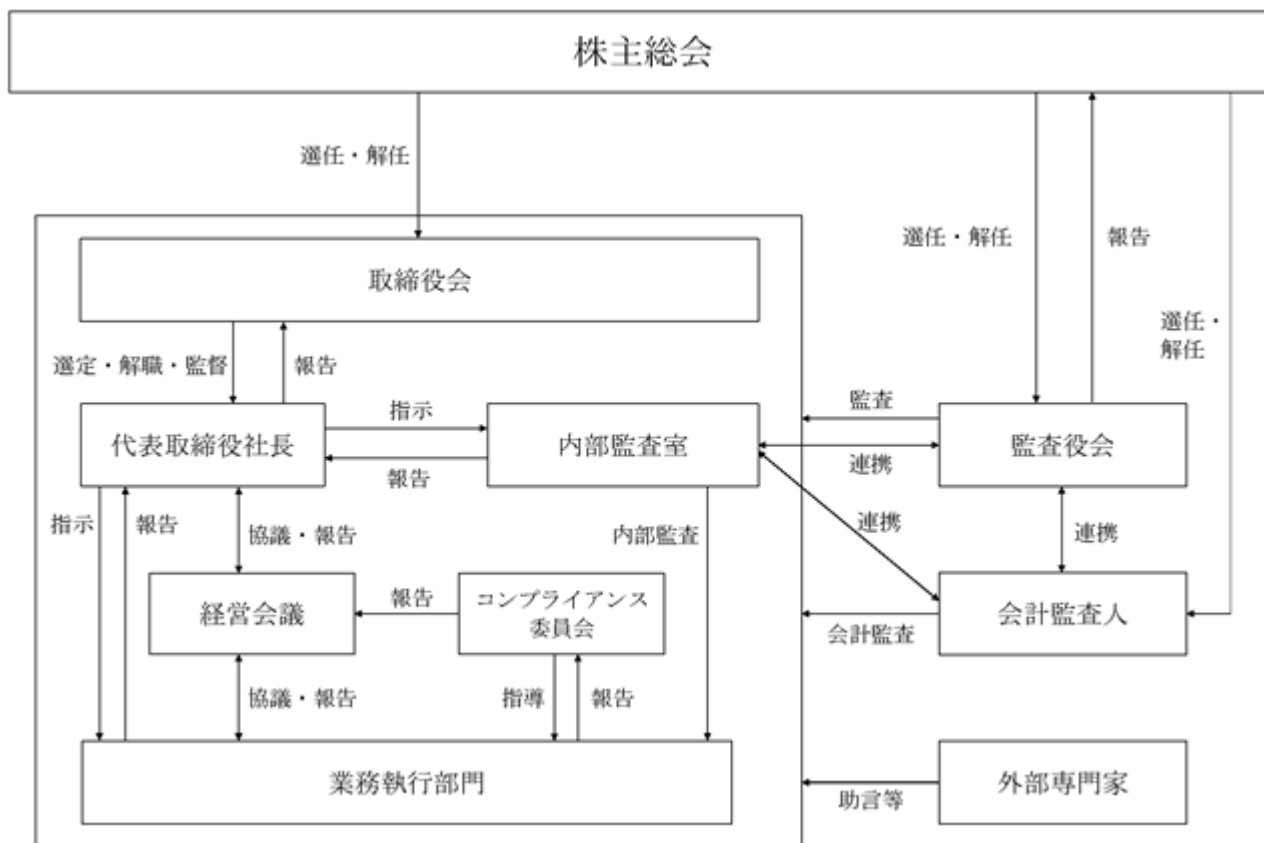 株主総会
選任・解任
選任・解任
報告
選任・
解任
取締役会
選定・解職・監督
報告
代表取締役社長
指示
報告
内部監査室
監査
連携
監査役会
指示
報告
協議・報告
内部監査
連携
連携
経営会議
報告
コンプライアンス
委員会
会計監査
会計監査人
協議・報告
指導
報告
業務執行部門
助言等
外部専門家